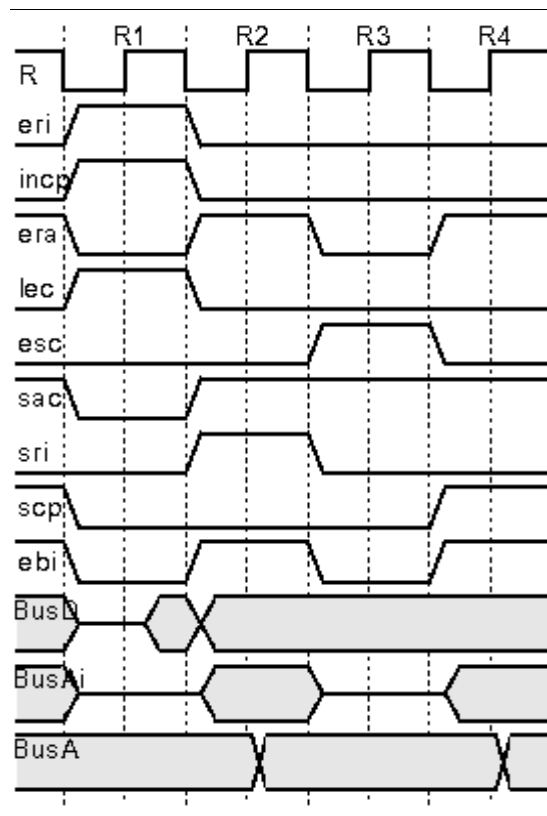 R1 R2 R3 R4
R
eri
incp
era
lec
esc
sac
sri
scp
ebi
BusD
BusAi
BusA